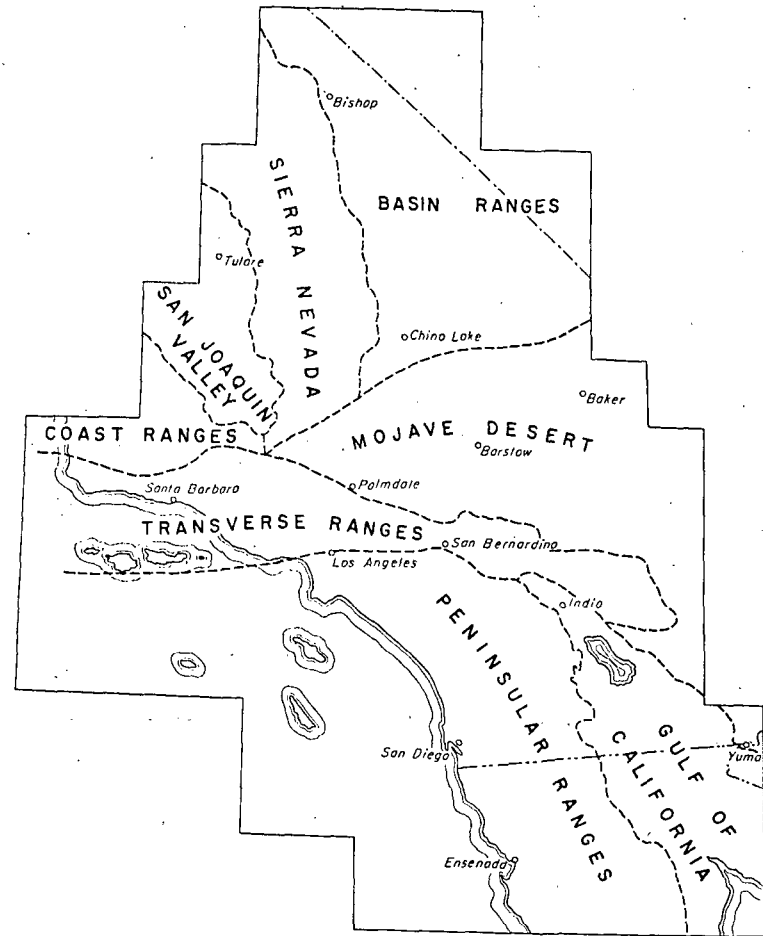 Bishop
SIERRA NEVADA
BASIN RANGES
Tulare
SAN JOAQUIN
VALLEY
China Lake
Baker
COAST RANGES
MOJAVE DESERT
Barstow
Santa Barbara
Palmdale
TRANSVERSE RANGES
San Bernardino
Los Angeles
Indio
PENINSULAR RANGES
GULF OF
CALIFORNIA
San Diego
Yuma
Ensenada